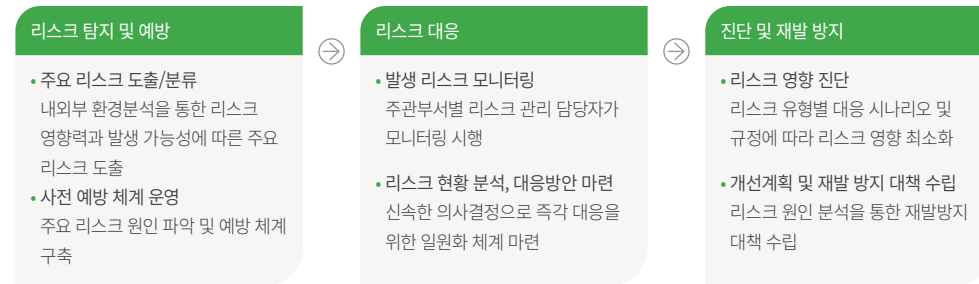 리스크 탐지 및 예방
• 주요 리스크 도출/분류
내외부 환경분석을 통한 리스크
영향력과 발생 가능성에 따른 주요
리스크 도출
• 사전 예방 체계 운영
주요 리스크 원인 파악 및 예방 체계
구축
리스크 대응
• 발생 리스크 모니터링
주관부서별 리스크 관리 담당자가
모니터링 시행
• 리스크 현황 분석, 대응방안 마련
신속한 의사결정으로 즉각 대응을
위한 일원화 체계 마련
진단 및 재발 방지
• 리스크 영향 진단
리스크 유형별 대응 시나리오 및
규정에 따라 리스크 영향 최소화
• 개선계획 및 재발 방지 대책 수립
리스크 원인 분석을 통한 재발방지
대책 수립